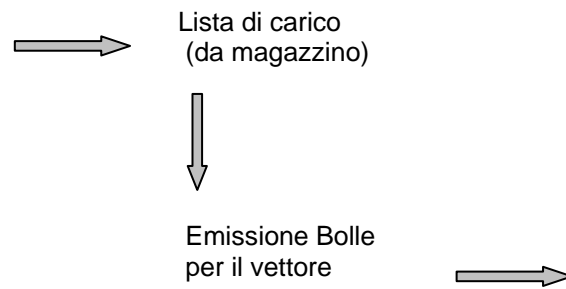 Lista di carico
(da magazzino)
Emissione Bolle
per il vettore